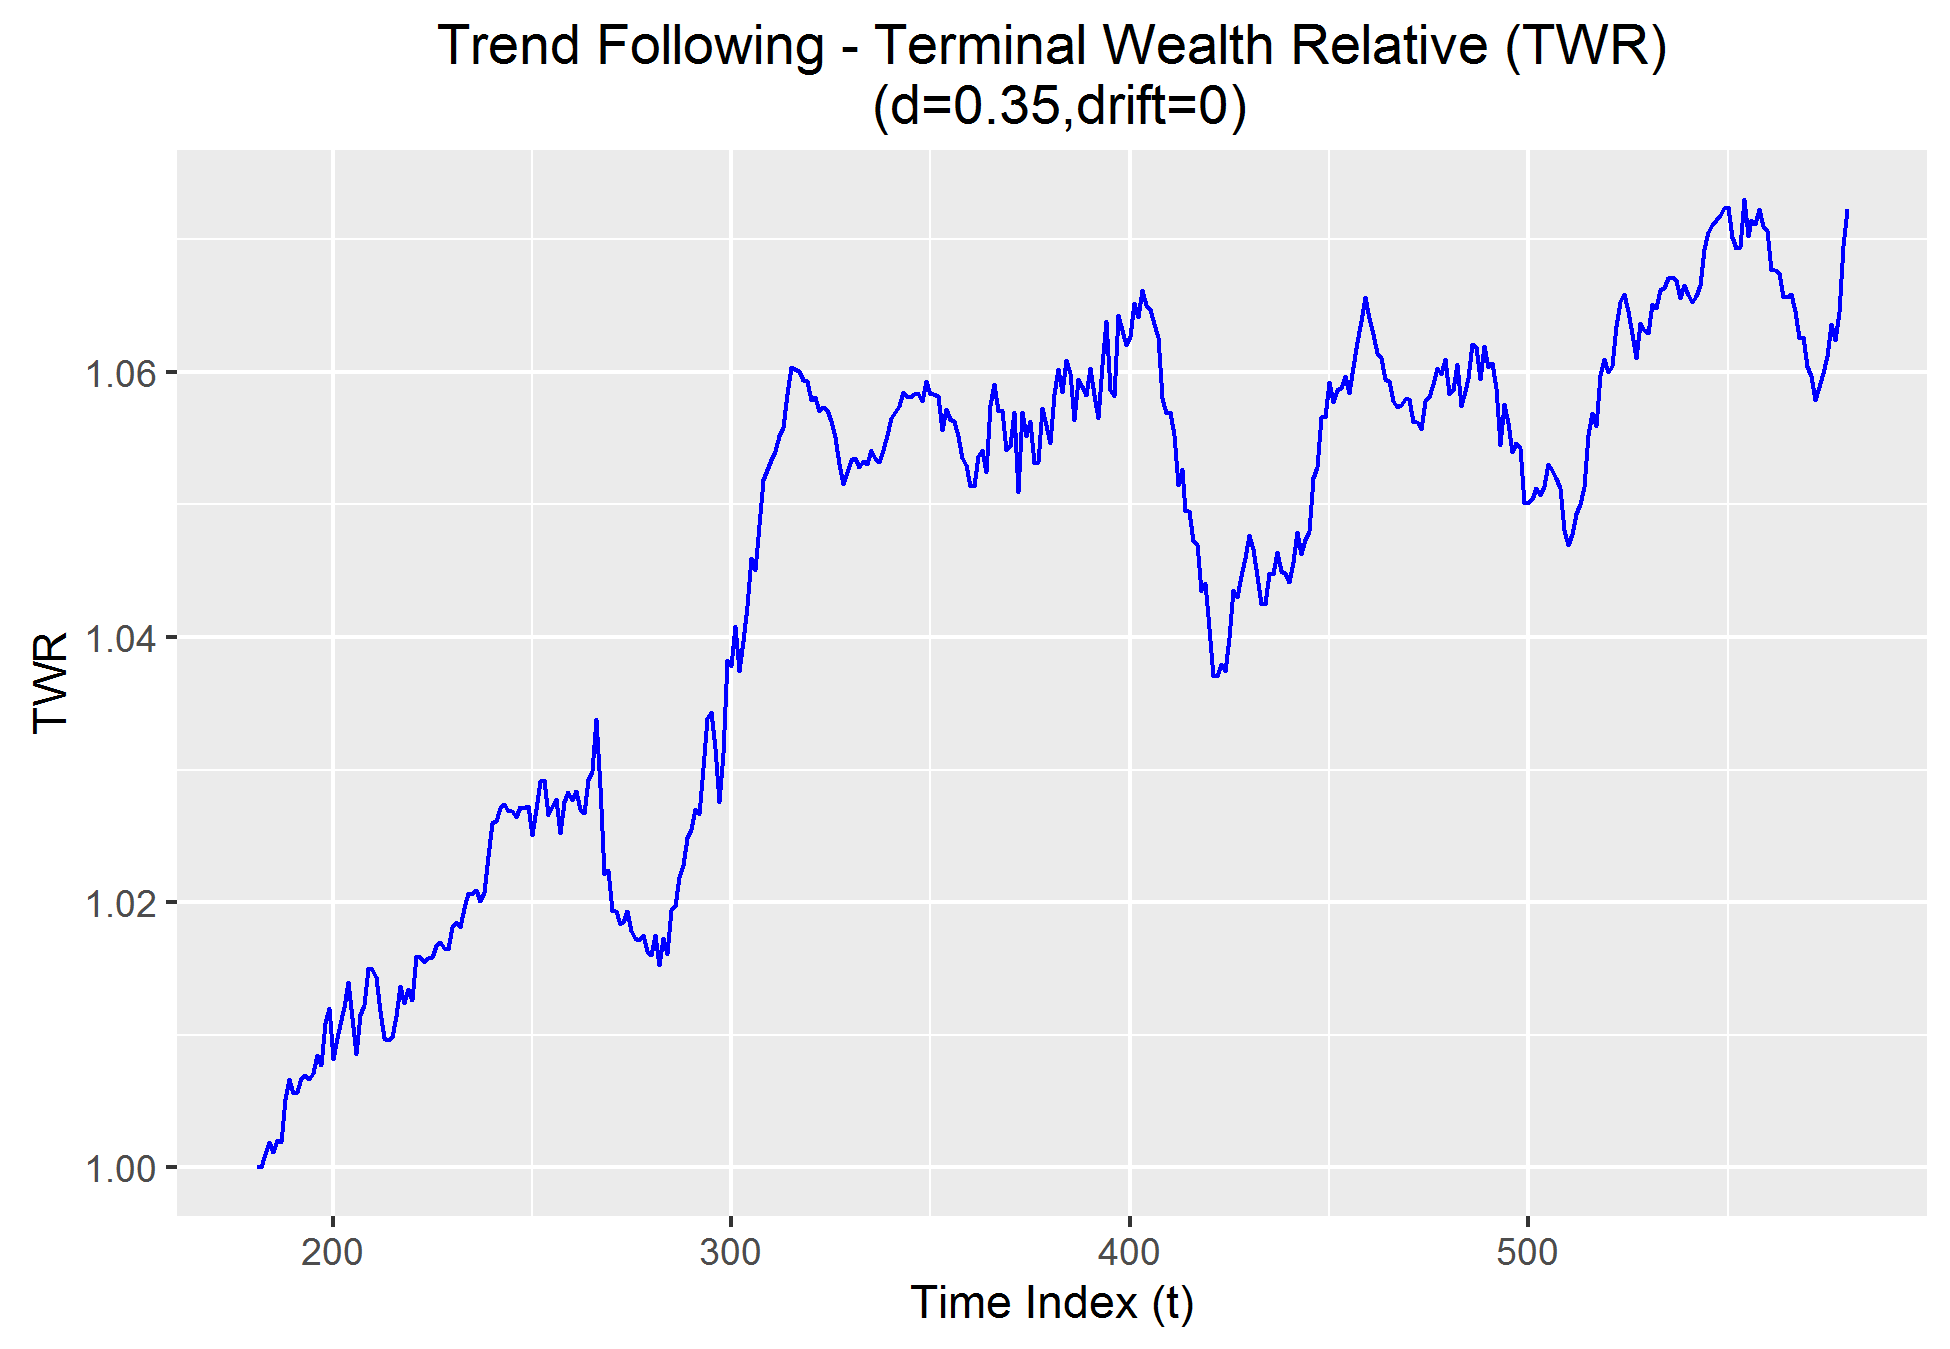 Trend Following - Terminal Wealth Relative (TWR)
(d=0.35,drift=0)
TWR
1.06
1.04
1.02
1.00
200
300
400
500
Time Index (t)